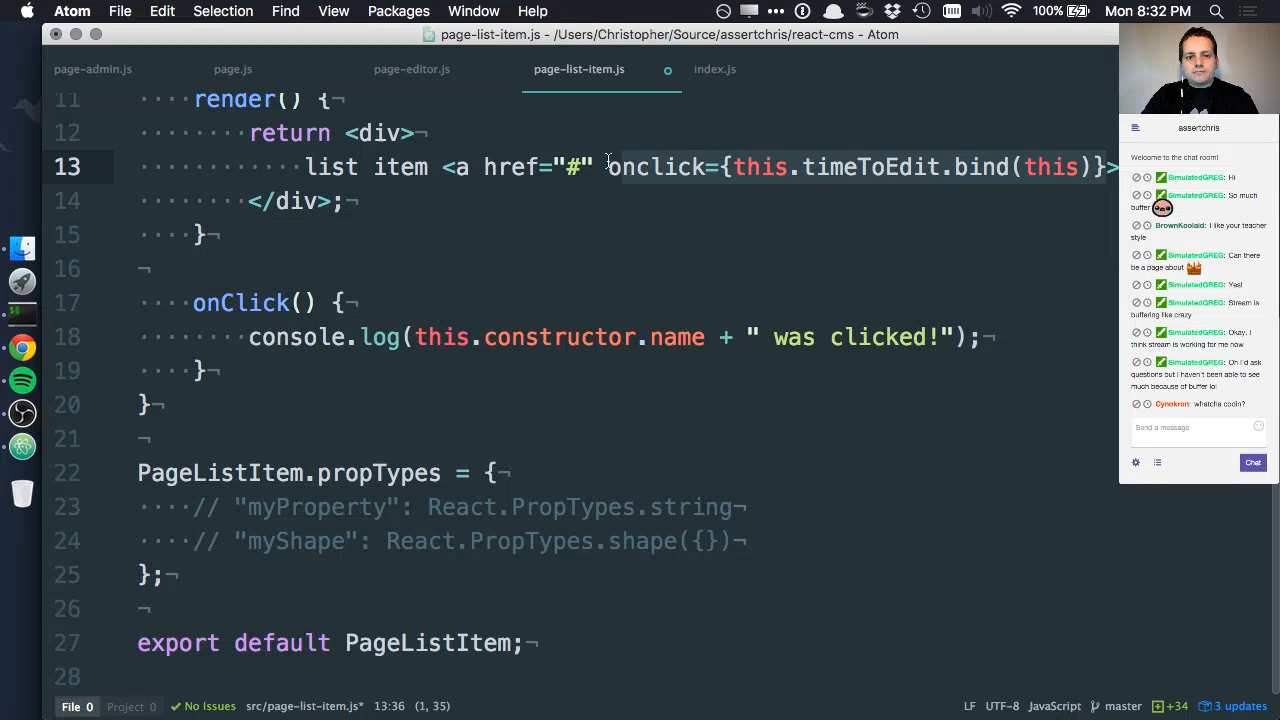 Atom File Edit Selection Find View Packages Window Help 100% Mon 8:32 PM
page-list-item.js - /Users/Christopher/Source/assertchris/react-cms - Atom
page-admin.js page.js page-editor.js page-list-item.js index.js
11 ····render() {¬
12 ········return <div>¬
13 ············list item <a href="#" onclick={this.timeToEdit.bind(this)}>
14 ········</div>;¬
15 ····}¬
16 ¬
17 ····onClick() {¬
18 ········console.log(this.constructor.name + " was clicked!");¬
19 ····}¬
20 }¬
21 ¬
22 PageListItem.propTypes = {¬
23 ····// "myProperty": React.PropTypes.string¬
24 ····// "myShape": React.PropTypes.shape({})¬
25 };¬
26 ¬
27 export default PageListItem;¬
28
File 0 Project 0 No Issues src/page-list-item.js* 13:36 (1, 35) LF UTF-8 JavaScript master +34 3 updates
assertchris
Welcome to the chat room!
SimulatedGREG: Hi
SimulatedGREG: So much
buffer
BrownKoolaid: I like your teacher
style
SimulatedGREG: Can there
be a page about
SimulatedGREG: Yes!
SimulatedGREG: Stream is
buffering like crazy
SimulatedGREG: Okay. I
think stream is working for me now
SimulatedGREG: Oh I'd ask
questions but I haven't been able to see
much because of buffer lol
Cynokron: whatcha codin?
Send a message
Chat